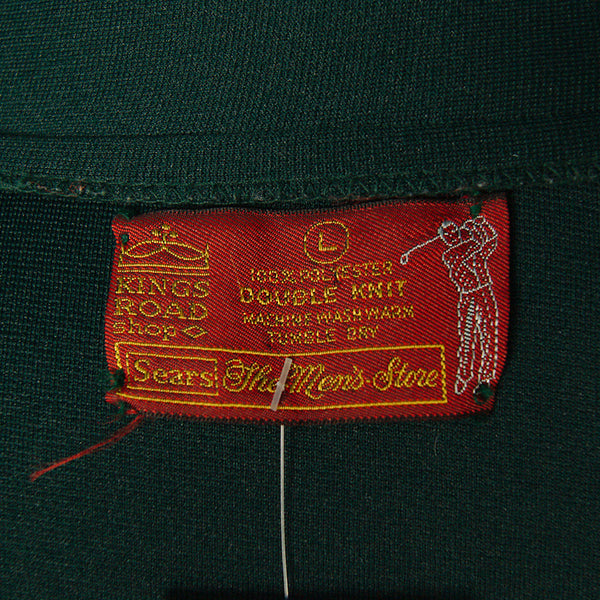 KINGS
ROAD
shop
L
100% POLYESTER
DOUBLE KNIT
MACHINE WASH WARM
TUMBLE DRY
Sears The Men's Store